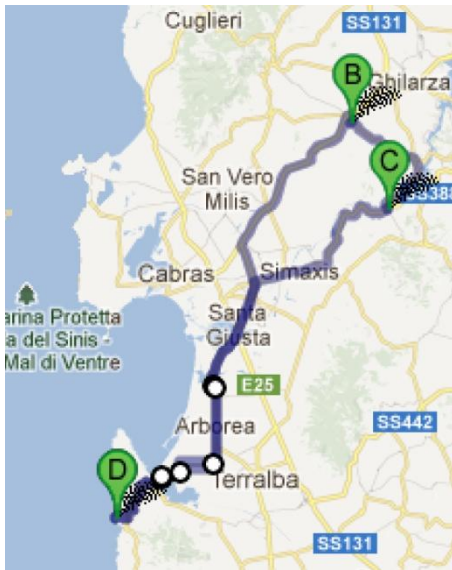 Cuglieri
SS131
B
Ghilarza
C
SS388
San Vero
Milis
Cabras
Simaxis
Santa
Giusta
arina Protetta
a del Sinis -
Mal di Ventre
E25
Arborea
SS442
D
Terralba
SS131